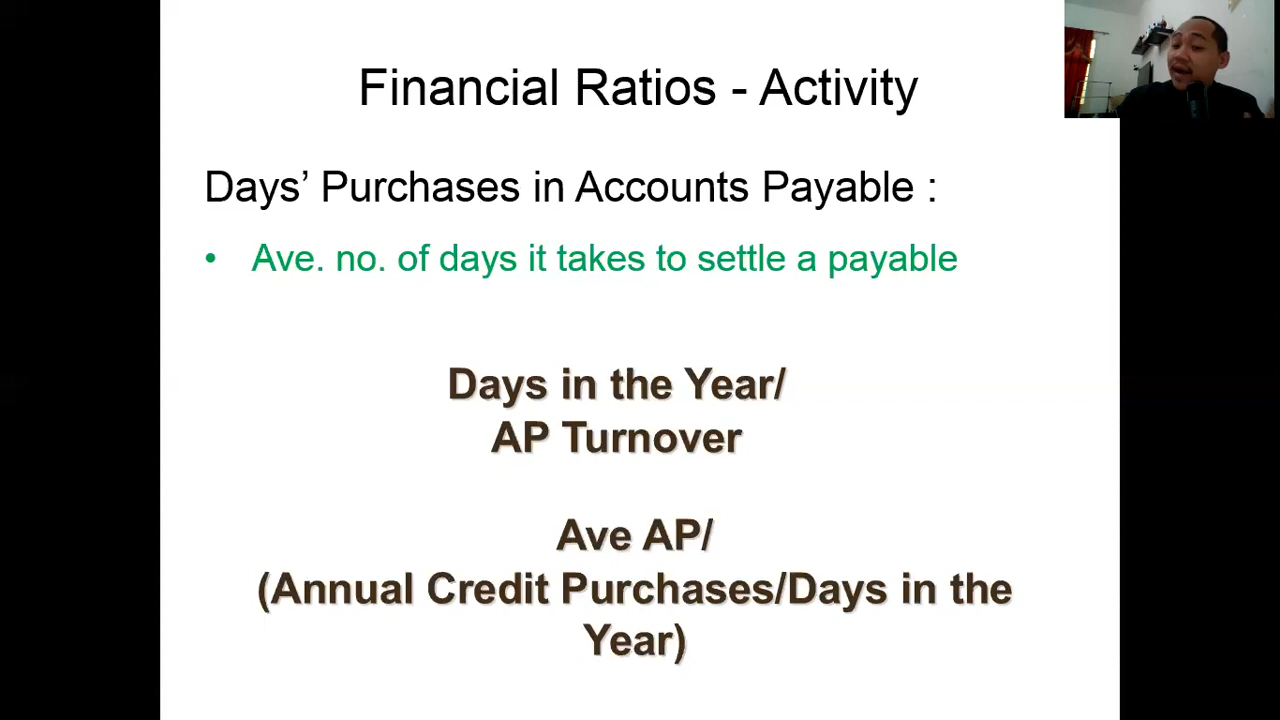 Financial Ratios - Activity
Days’ Purchases in Accounts Payable :
• Ave. no. of days it takes to settle a payable
Days in the Year/
AP Turnover
Ave AP/
(Annual Credit Purchases/Days in the
Year)